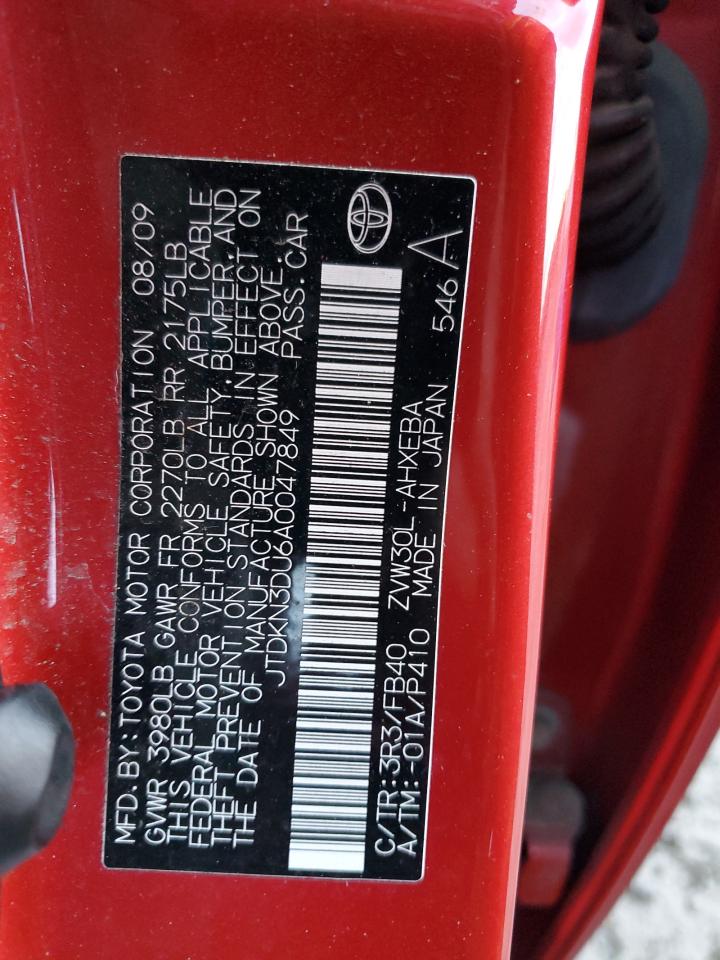 MFD.BY:TOYOTA MOTOR CORPORATION 08/09
GVWR 3980LB GAWR FR 2270LB RR 2175LB
THIS VEHICLE CONFORMS TO ALL APPLICABLE
FEDERAL MOTOR VEHICLE SAFETY,BUMPER,AND
THEFT PREVENTION STANDARDS IN EFFECT ON
THE DATE OF MANUFACTURE SHOWN ABOVE.
JTDKN3DU6A0047849 PASS.CAR
C/TR:3R3/FB40 ZVW30L-AHXEBA
A/TM:-01A/P410 MADE IN JAPAN 546 A